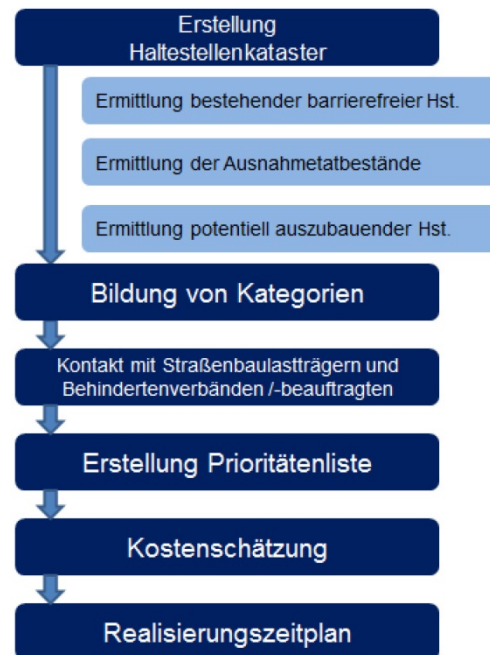 Erstellung
Haltestellenkataster
Ermittlung bestehender barrierefreier Hst.
Ermittlung der Ausnahmetatbestände
Ermittlung potentiell auszubauender Hst.
Bildung von Kategorien
Kontakt mit Straßenbaulastträgern und
Behindertenverbänden /-beauftragten
Erstellung Prioritätenliste
Kostenschätzung
Realisierungszeitplan